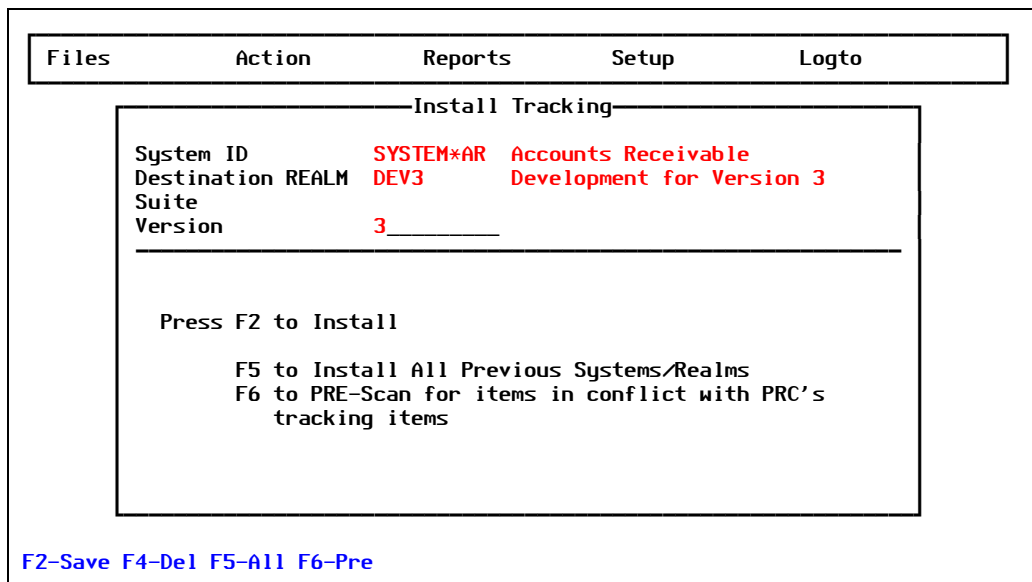 Files Action Reports Setup Logto
Install Tracking
System ID SYSTEM*AR Accounts Receivable
Destination REALM DEV3 Development for Version 3
Suite
Version 3_________
Press F2 to Install
F5 to Install All Previous Systems/Realms
F6 to PRE-Scan for items in conflict with PRC's
tracking items
F2-Save F4-Del F5-All F6-Pre